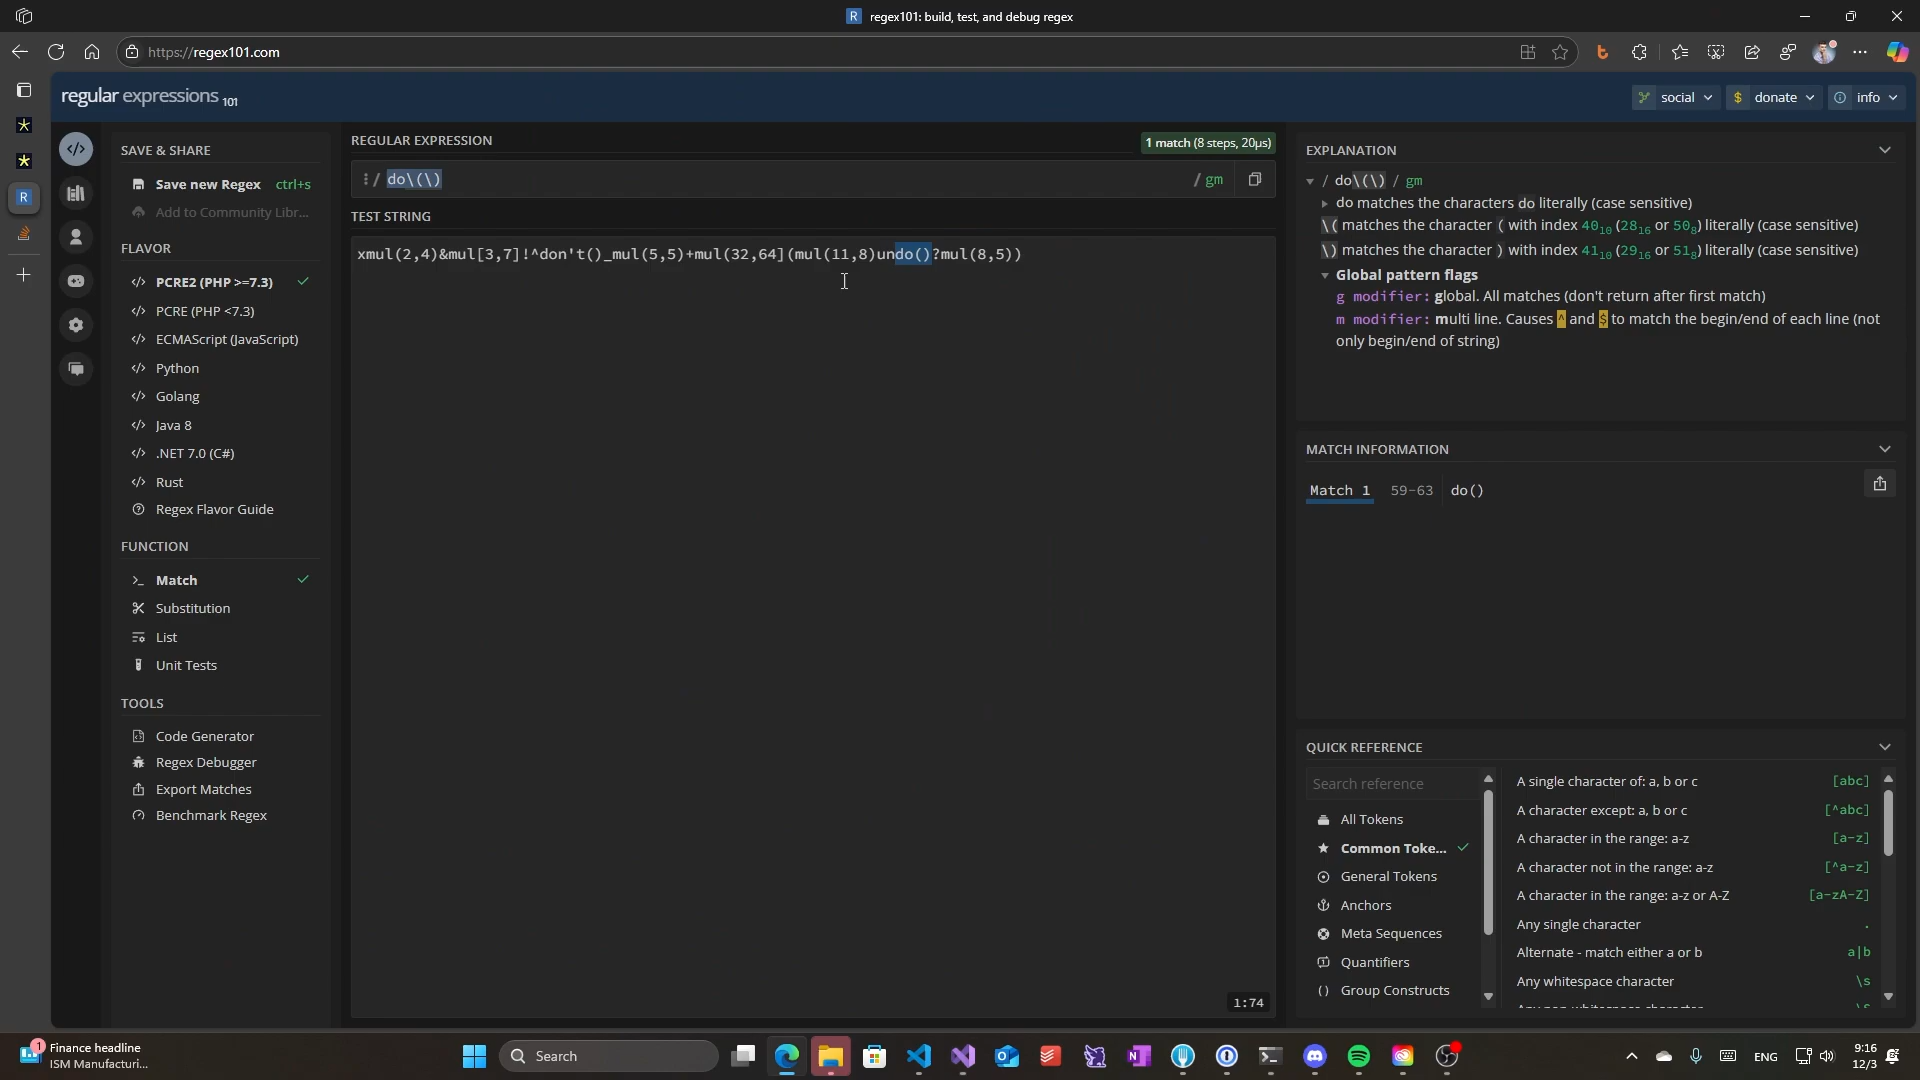 regex101: build, test, and debug regex
https://regex101.com
regular expressions 101
social
$ donate
info
SAVE & SHARE
Save new Regex ctrl+s
Add to Community Libr...
FLAVOR
PCRE2 (PHP >=7.3)
PCRE (PHP <7.3)
ECMAScript (JavaScript)
Python
Golang
Java 8
.NET 7.0 (C#)
Rust
Regex Flavor Guide
FUNCTION
Match
Substitution
List
Unit Tests
TOOLS
Code Generator
Regex Debugger
Export Matches
Benchmark Regex
REGULAR EXPRESSION
1 match (8 steps, 20µs)
/ do\(\) / gm
TEST STRING
xmul(2,4)&mul[3,7]!^don't()_mul(5,5)+mul(32,64](mul(11,8)undo()?mul(8,5))
1:74
EXPLANATION
/ do\(\) / gm
do matches the characters do literally (case sensitive)
\( matches the character ( with index 40₁₀ (28₁₆ or 50₈) literally (case sensitive)
\) matches the character ) with index 41₁₀ (29₁₆ or 51₈) literally (case sensitive)
Global pattern flags
g modifier: global. All matches (don't return after first match)
m modifier: multi line. Causes ^ and $ to match the begin/end of each line (not
only begin/end of string)
MATCH INFORMATION
Match 1 59-63 do()
QUICK REFERENCE
Search reference
All Tokens
Common Toke...
General Tokens
Anchors
Meta Sequences
Quantifiers
Group Constructs
A single character of: a, b or c [abc]
A character except: a, b or c [^abc]
A character in the range: a-z [a-z]
A character not in the range: a-z [^a-z]
A character in the range: a-z or A-Z [a-zA-Z]
Any single character .
Alternate - match either a or b a|b
Any whitespace character \s
Any non-whitespace character \S
1
Finance headline
ISM Manufacturi...
Search
ENG
9:16
12/3